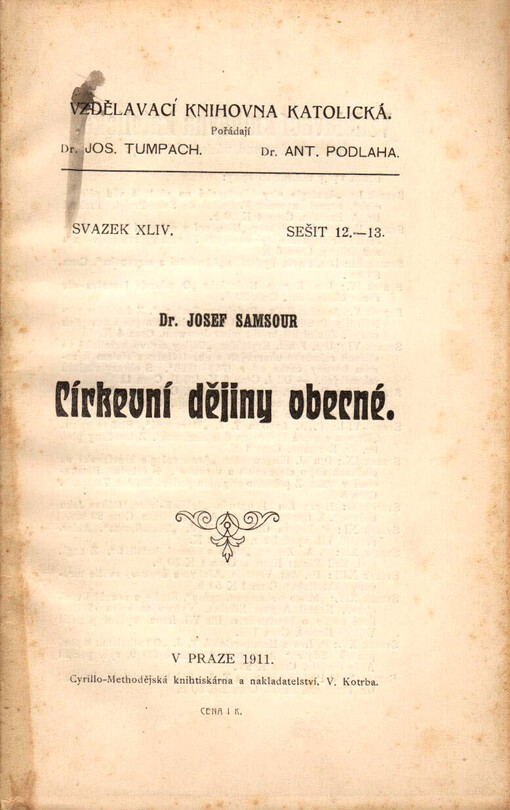 VZDĚLAVACÍ KNIHOVNA KATOLICKÁ.
Pořádají
Dr. JOS. TUMPACH. Dr. ANT. PODLAHA.
SVAZEK XLIV. SEŠIT 12.—13.
Dr. JOSEF SAMSOUR
Církevní dějiny obecné.
V PRAZE 1911.
Cyrillo-Methodějská knihtiskárna a nakladatelství. V. Kotrba.
CENA 1 K.